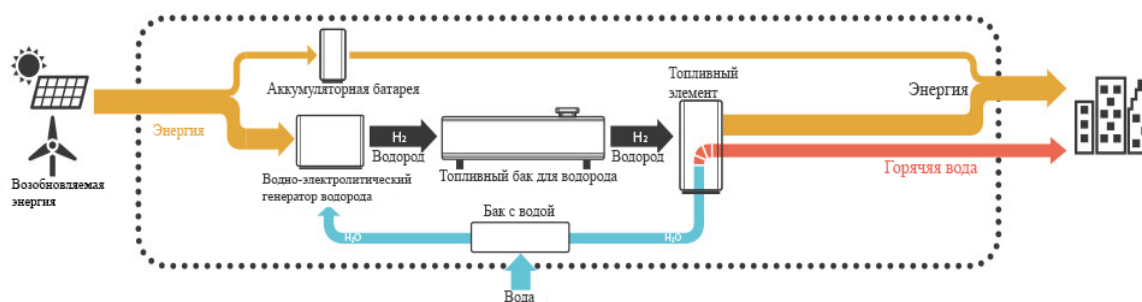 Топливный
элемент
Энергия
Аккумуляторная батарея
Энергия
H₂
Водород
H₂
Водород
Горячяя вода
Возобновляемая
энергия
Водно-электролитический
генератор водорода
Топливный бак для водорода
Бак с водой
H₂O
H₂O
Вода